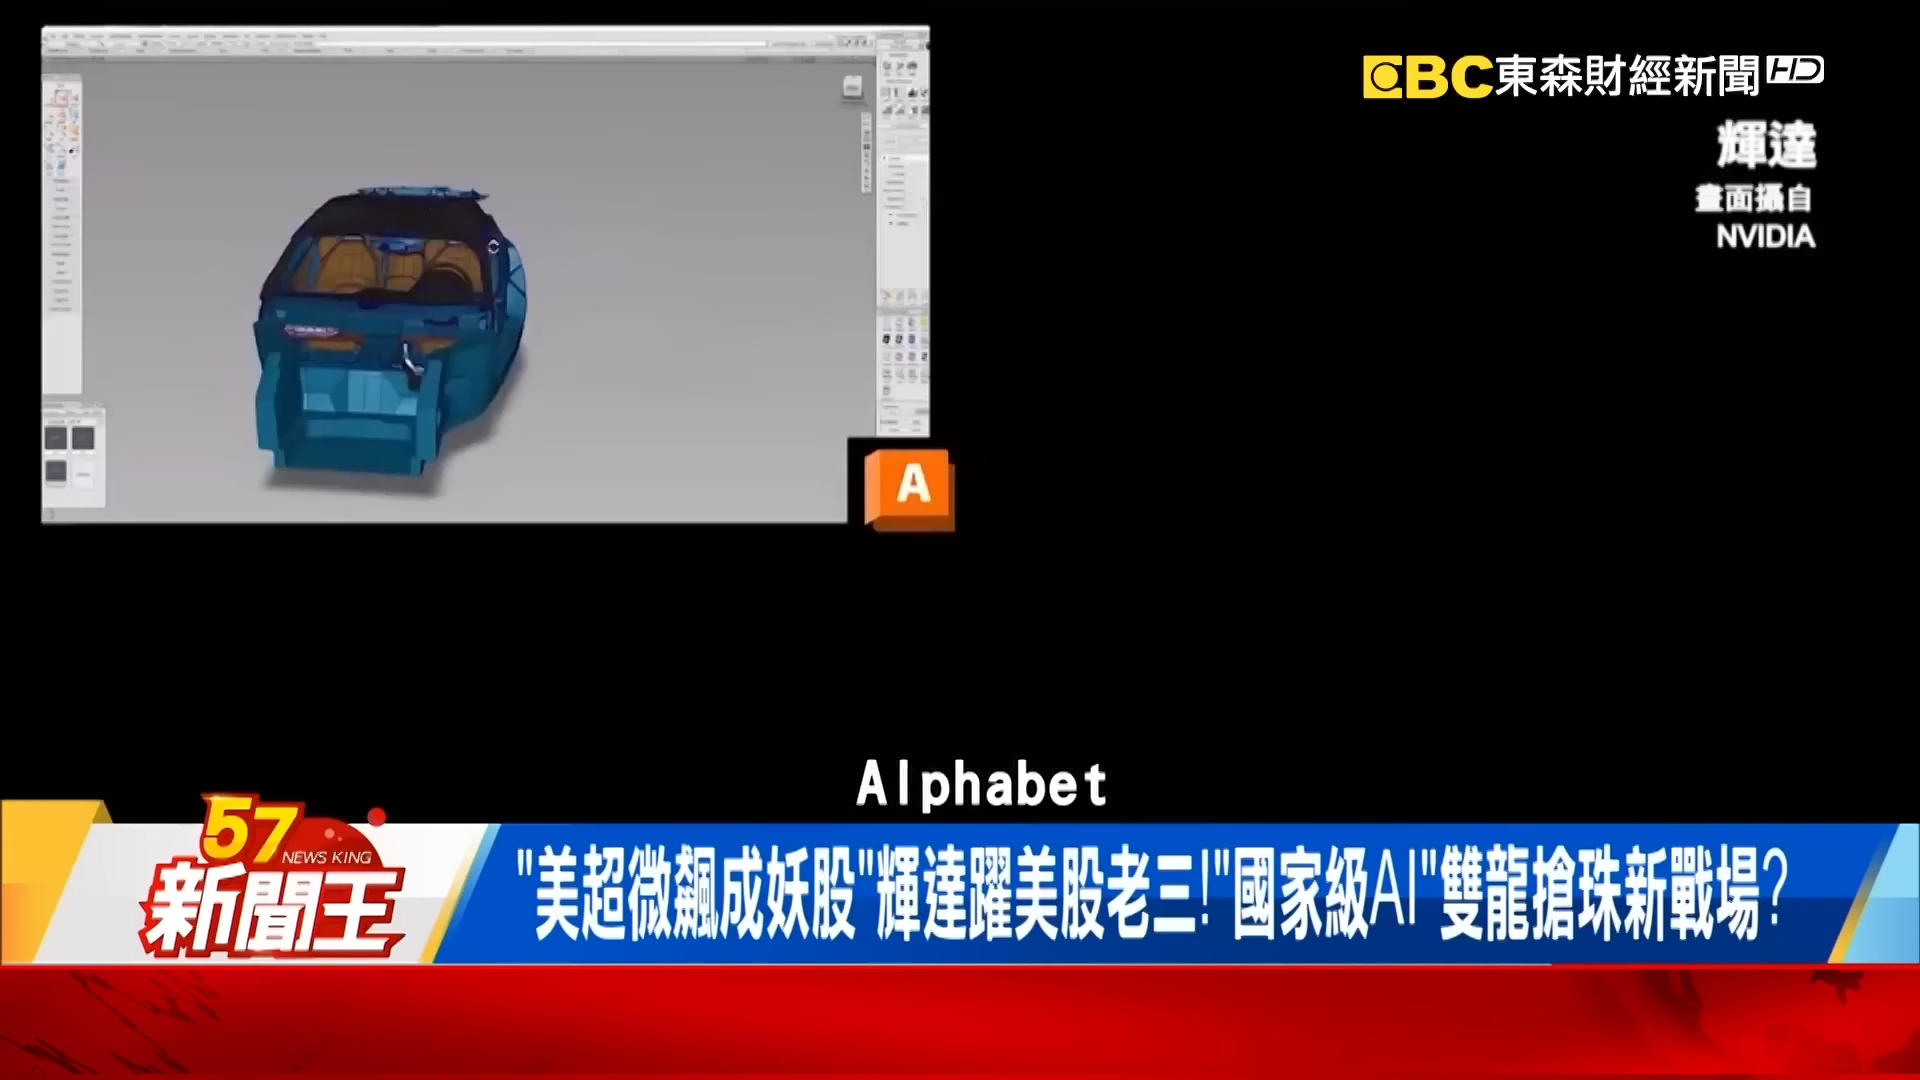 EBC東森財經新聞HD
輝達
畫面攝自
NVIDIA
A
Alphabet
57
NEWS KING
新聞王
"美超微飆成妖股"輝達躍美股老三!"國家級AI"雙龍搶珠新戰場?